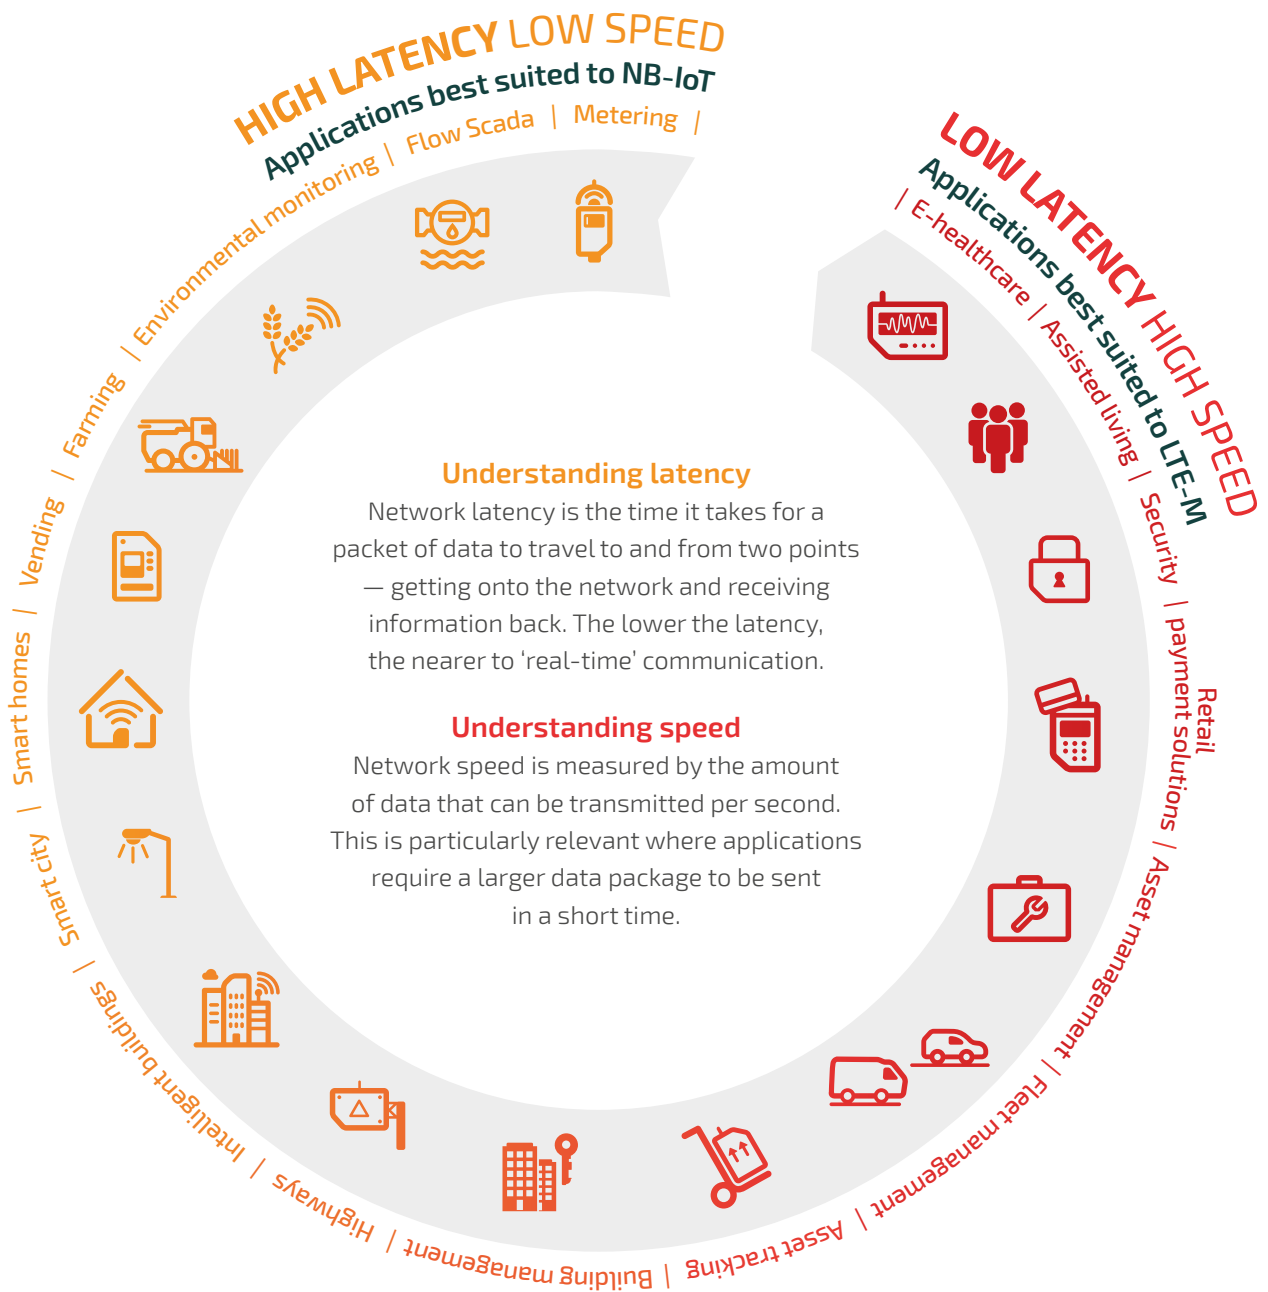 HIGH LATENCY LOW SPEED
Applications best suited to NB-IoT
LOW LATENCY HIGH SPEED
Applications best suited to LTE-M
| E-healthcare | Assisted living | Security | Retail payment solutions | Asset management | Fleet management | Asset tracking | Building management | Highways | Intelligent buildings | Smart city | Smart homes | Vending | Farming | Environmental monitoring | Flow Scada | Metering |
Understanding latency
Network latency is the time it takes for a
packet of data to travel to and from two points
— getting onto the network and receiving
information back. The lower the latency,
the nearer to ‘real-time’ communication.
Understanding speed
Network speed is measured by the amount
of data that can be transmitted per second.
This is particularly relevant where applications
require a larger data package to be sent
in a short time.